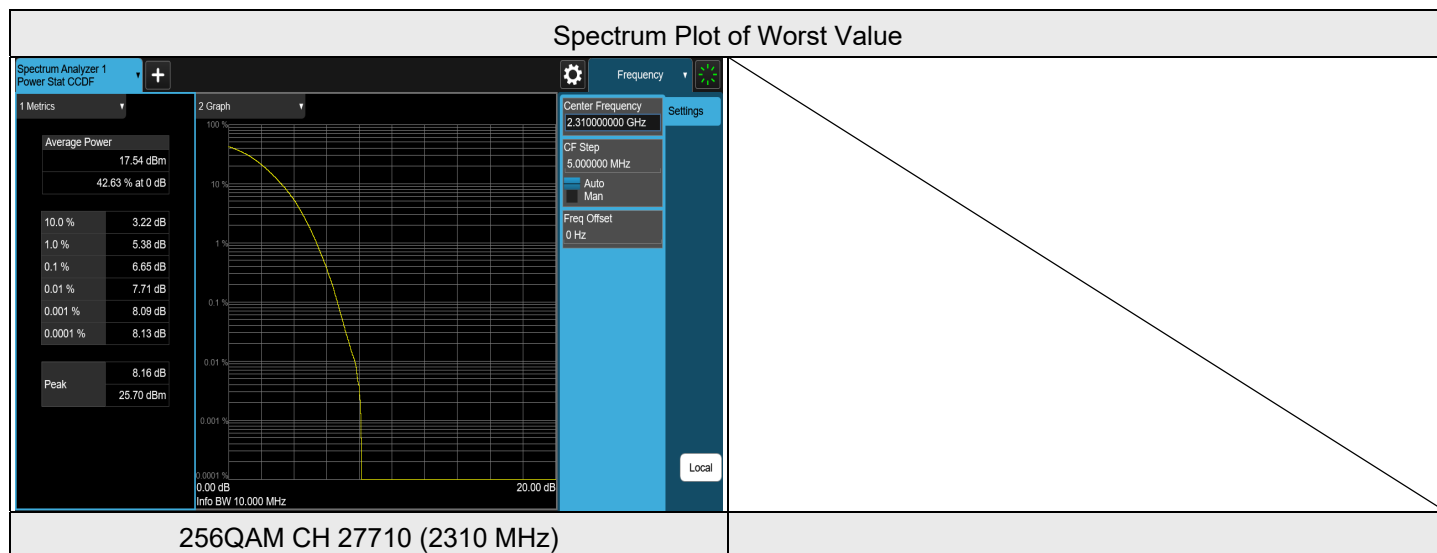 Spectrum Plot of Worst Value
Spectrum Analyzer 1
Power Stat CCDF
+
Frequency
1 Metrics
2 Graph
Center Frequency
2.310000000 GHz
Settings
CF Step
5.000000 MHz
Auto
Man
Freq Offset
0 Hz
Average Power
17.54 dBm
42.63 % at 0 dB
10.0 % 3.22 dB
1.0 % 5.38 dB
0.1 % 6.65 dB
0.01 % 7.71 dB
0.001 % 8.09 dB
0.0001 % 8.13 dB
Peak
8.16 dB
25.70 dBm
100 %
10 %
1 %
0.1 %
0.01 %
0.001 %
0.0001 %
0.00 dB 20.00 dB
Info BW 10.000 MHz
Local
256QAM CH 27710 (2310 MHz)